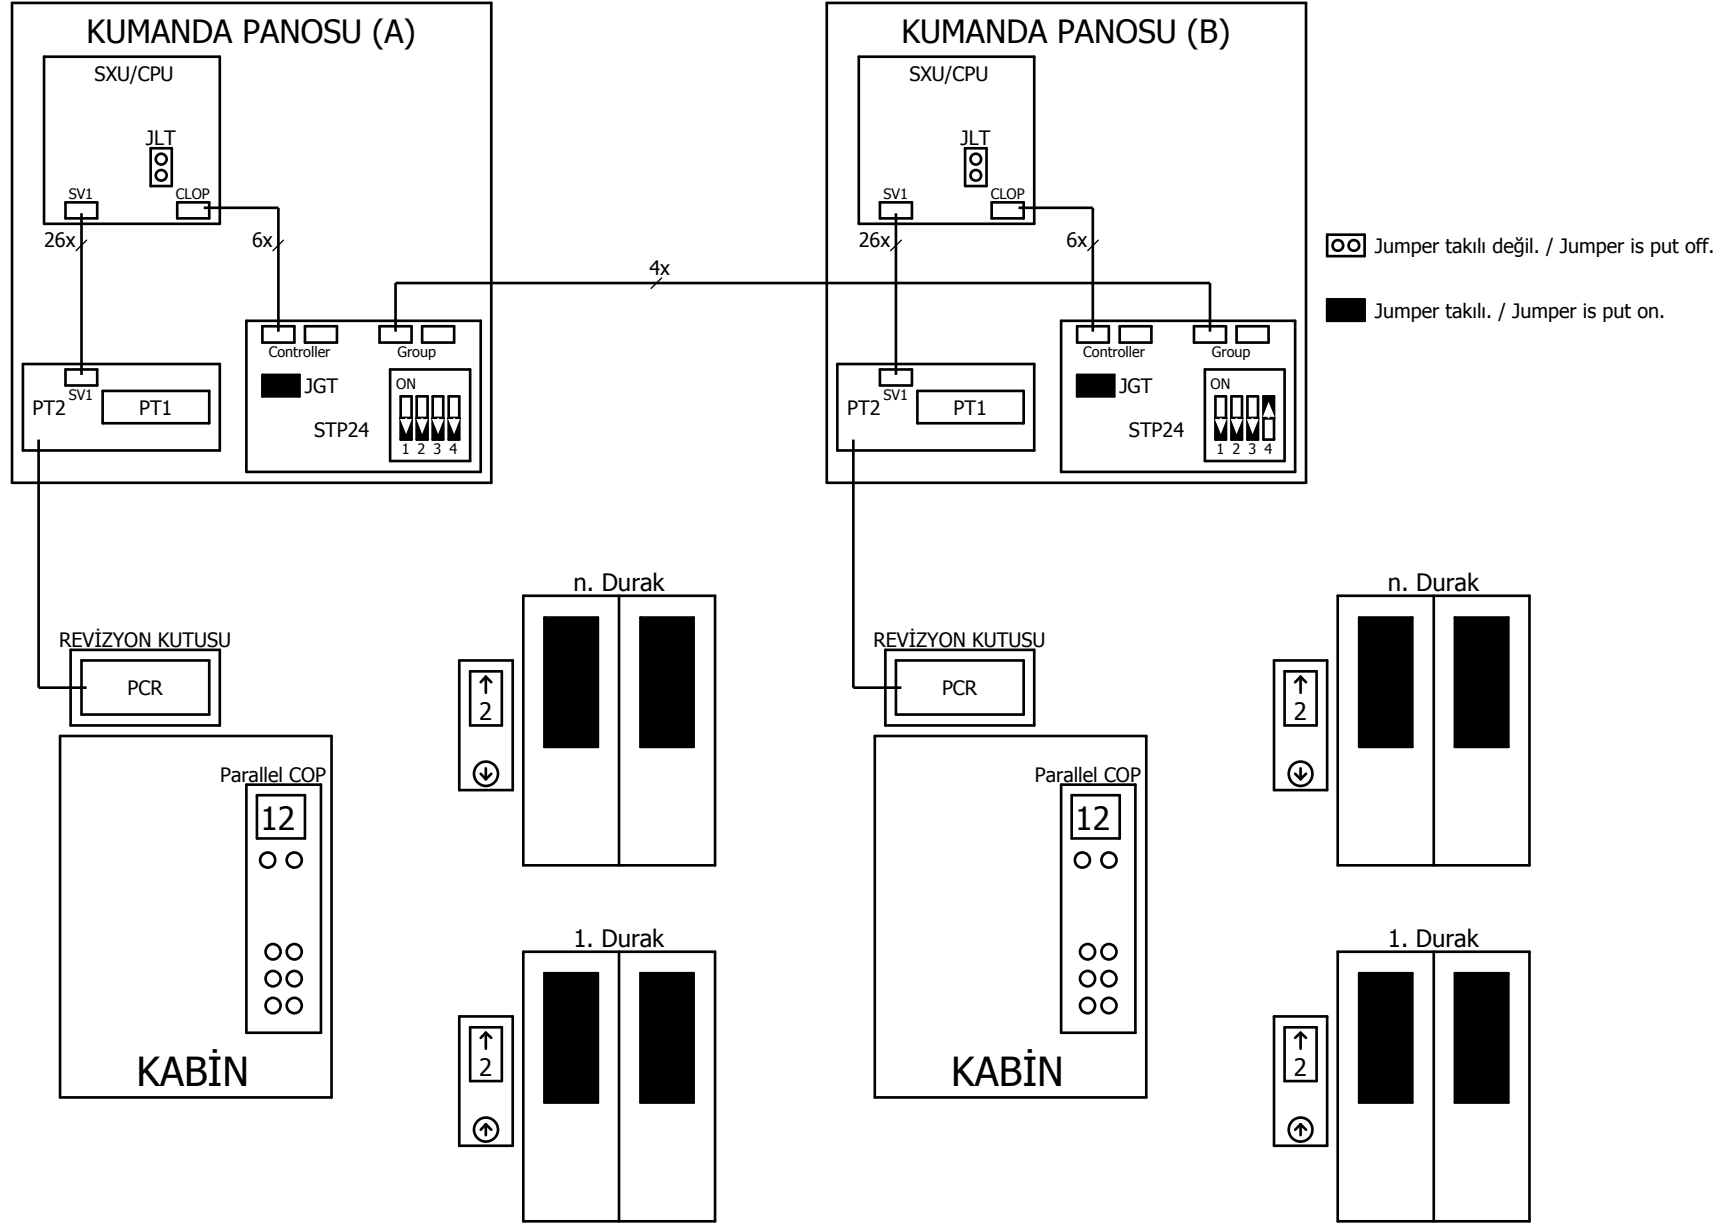 KUMANDA PANOSU (A)
SXU/CPU
JLT
SV1
CLOP
26x
6x
4x
Controller
Group
SV1
PT2
PT1
JGT
ON
STP24
1 2 3 4
KUMANDA PANOSU (B)
SXU/CPU
JLT
SV1
CLOP
26x
6x
Controller
Group
SV1
PT2
PT1
JGT
ON
STP24
1 2 3 4
Jumper takılı değil. / Jumper is put off.
Jumper takılı. / Jumper is put on.
REVİZYON KUTUSU
PCR
Parallel COP
12
KABİN
n. Durak
2
1. Durak
2
REVİZYON KUTUSU
PCR
Parallel COP
12
KABİN
n. Durak
2
1. Durak
2